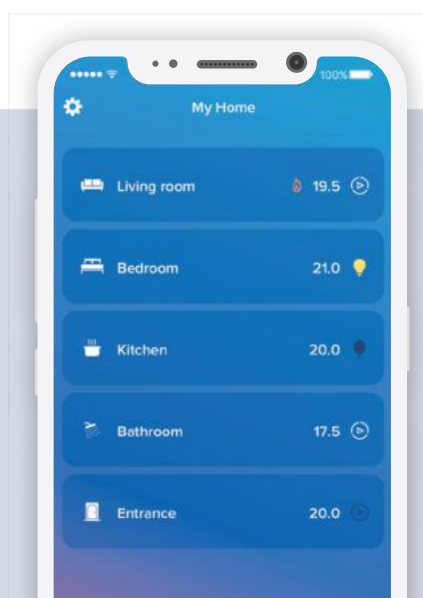 100%
My Home
Living room 19.5
Bedroom 21.0
Kitchen 20.0
Bathroom 17.5
Entrance 20.0